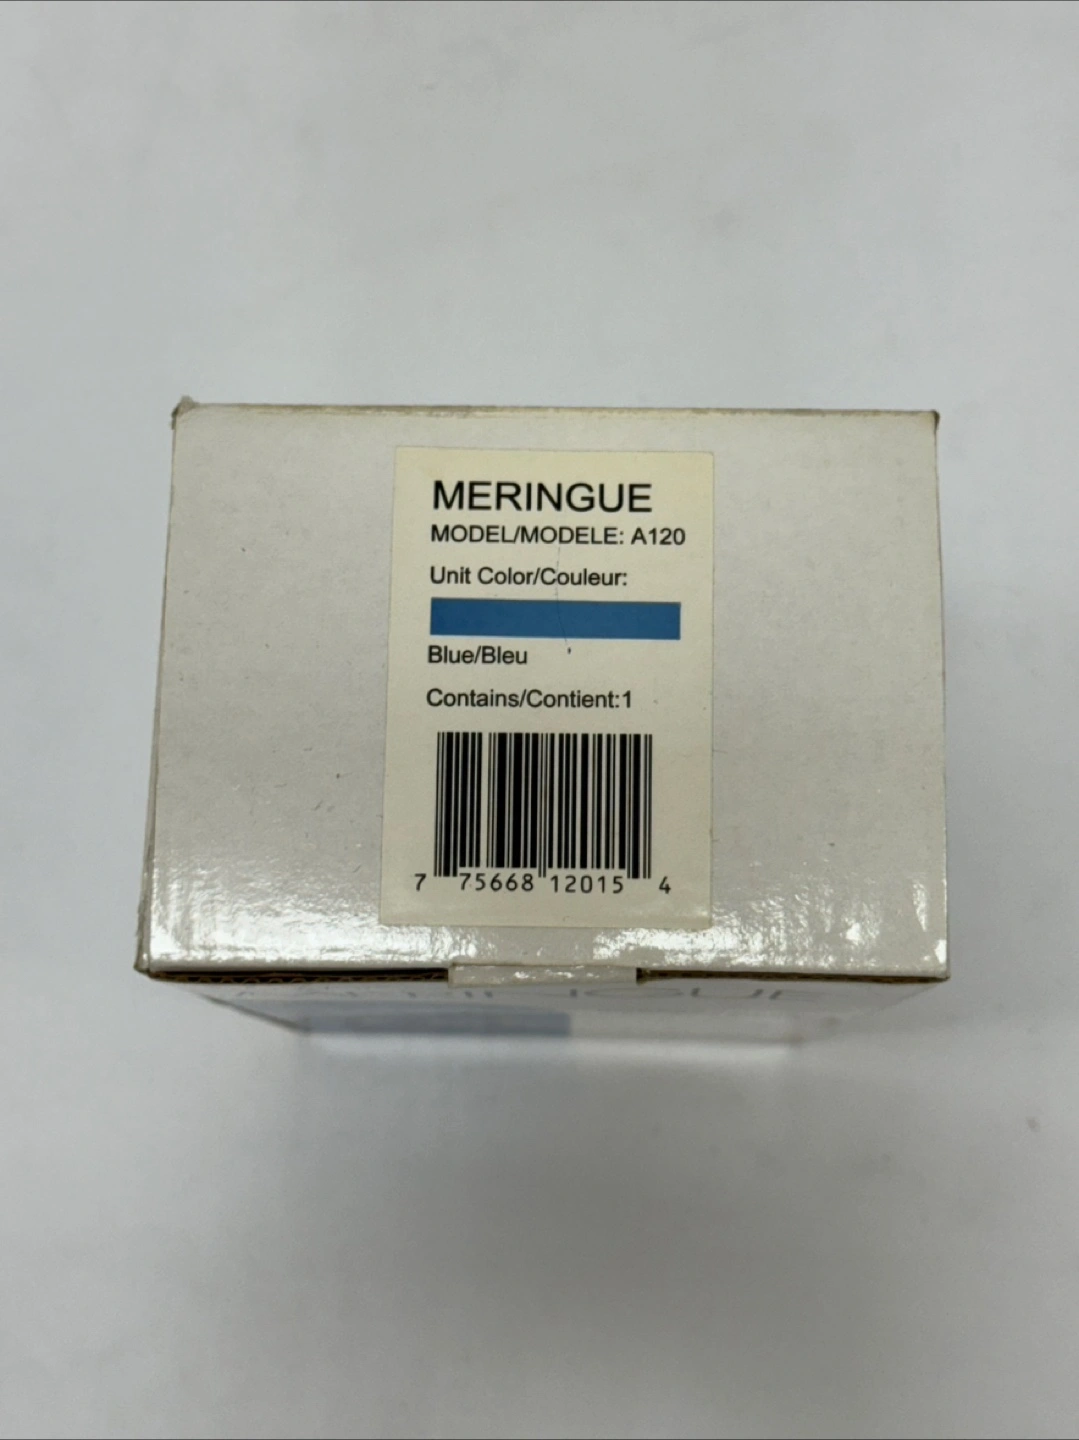 MERINGUE
MODEL/MODELE: A120
Unit Color/Couleur:
Blue/Bleu
Contains/Contient:1
7 75668 12015 4